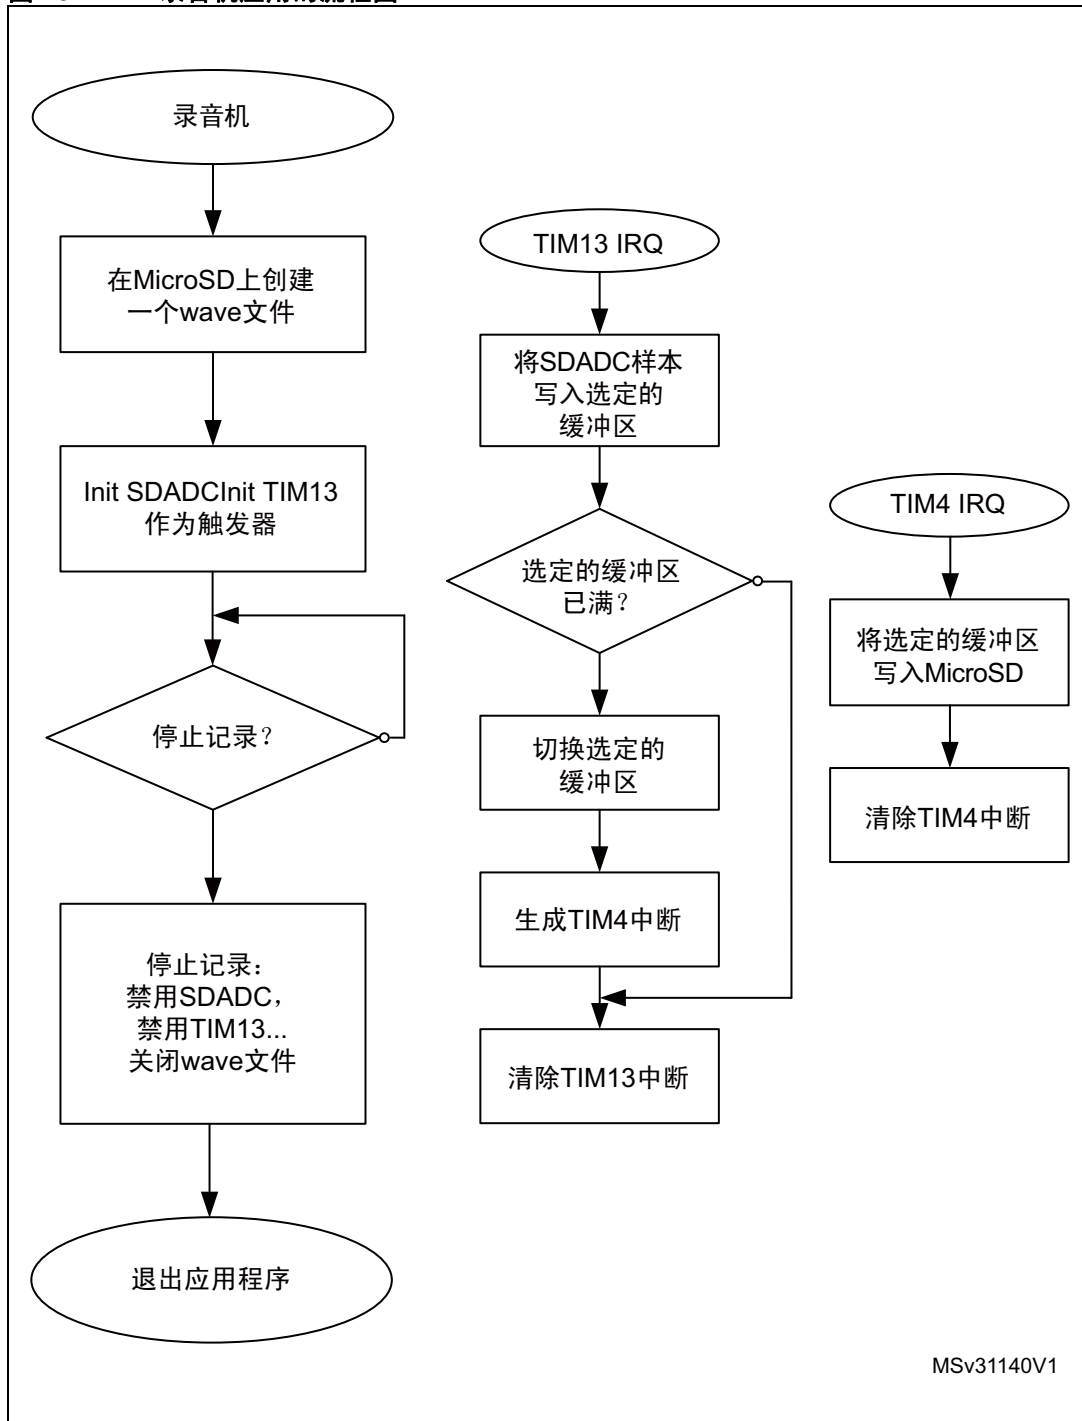 录音机
在MicroSD上创建
一个wave文件
Init SDADCInit TIM13
作为触发器
停止记录？
停止记录：
禁用SDADC，
禁用TIM13...
关闭wave文件
退出应用程序
TIM13 IRQ
将SDADC样本
写入选定的
缓冲区
选定的缓冲区
已满？
切换选定的
缓冲区
生成TIM4中断
清除TIM13中断
TIM4 IRQ
将选定的缓冲区
写入MicroSD
清除TIM4中断
MSv31140V1